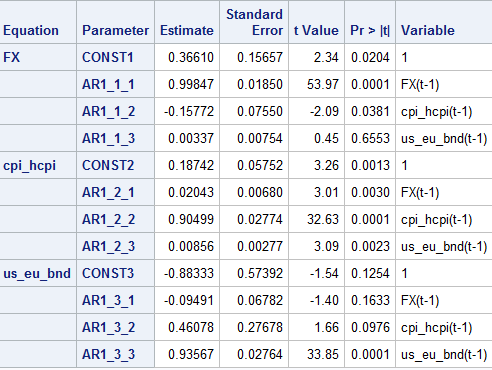 Equation Parameter Estimate Standard Error t Value Pr > |t| Variable
FX CONST1 0.36610 0.15657 2.34 0.0204 1
AR1_1_1 0.99847 0.01850 53.97 0.0001 FX(t-1)
AR1_1_2 -0.15772 0.07550 -2.09 0.0381 cpi_hcpi(t-1)
AR1_1_3 0.00337 0.00754 0.45 0.6553 us_eu_bnd(t-1)
cpi_hcpi CONST2 0.18742 0.05752 3.26 0.0013 1
AR1_2_1 0.02043 0.00680 3.01 0.0030 FX(t-1)
AR1_2_2 0.90499 0.02774 32.63 0.0001 cpi_hcpi(t-1)
AR1_2_3 0.00856 0.00277 3.09 0.0023 us_eu_bnd(t-1)
us_eu_bnd CONST3 -0.88333 0.57392 -1.54 0.1254 1
AR1_3_1 -0.09491 0.06782 -1.40 0.1633 FX(t-1)
AR1_3_2 0.46078 0.27678 1.66 0.0976 cpi_hcpi(t-1)
AR1_3_3 0.93567 0.02764 33.85 0.0001 us_eu_bnd(t-1)